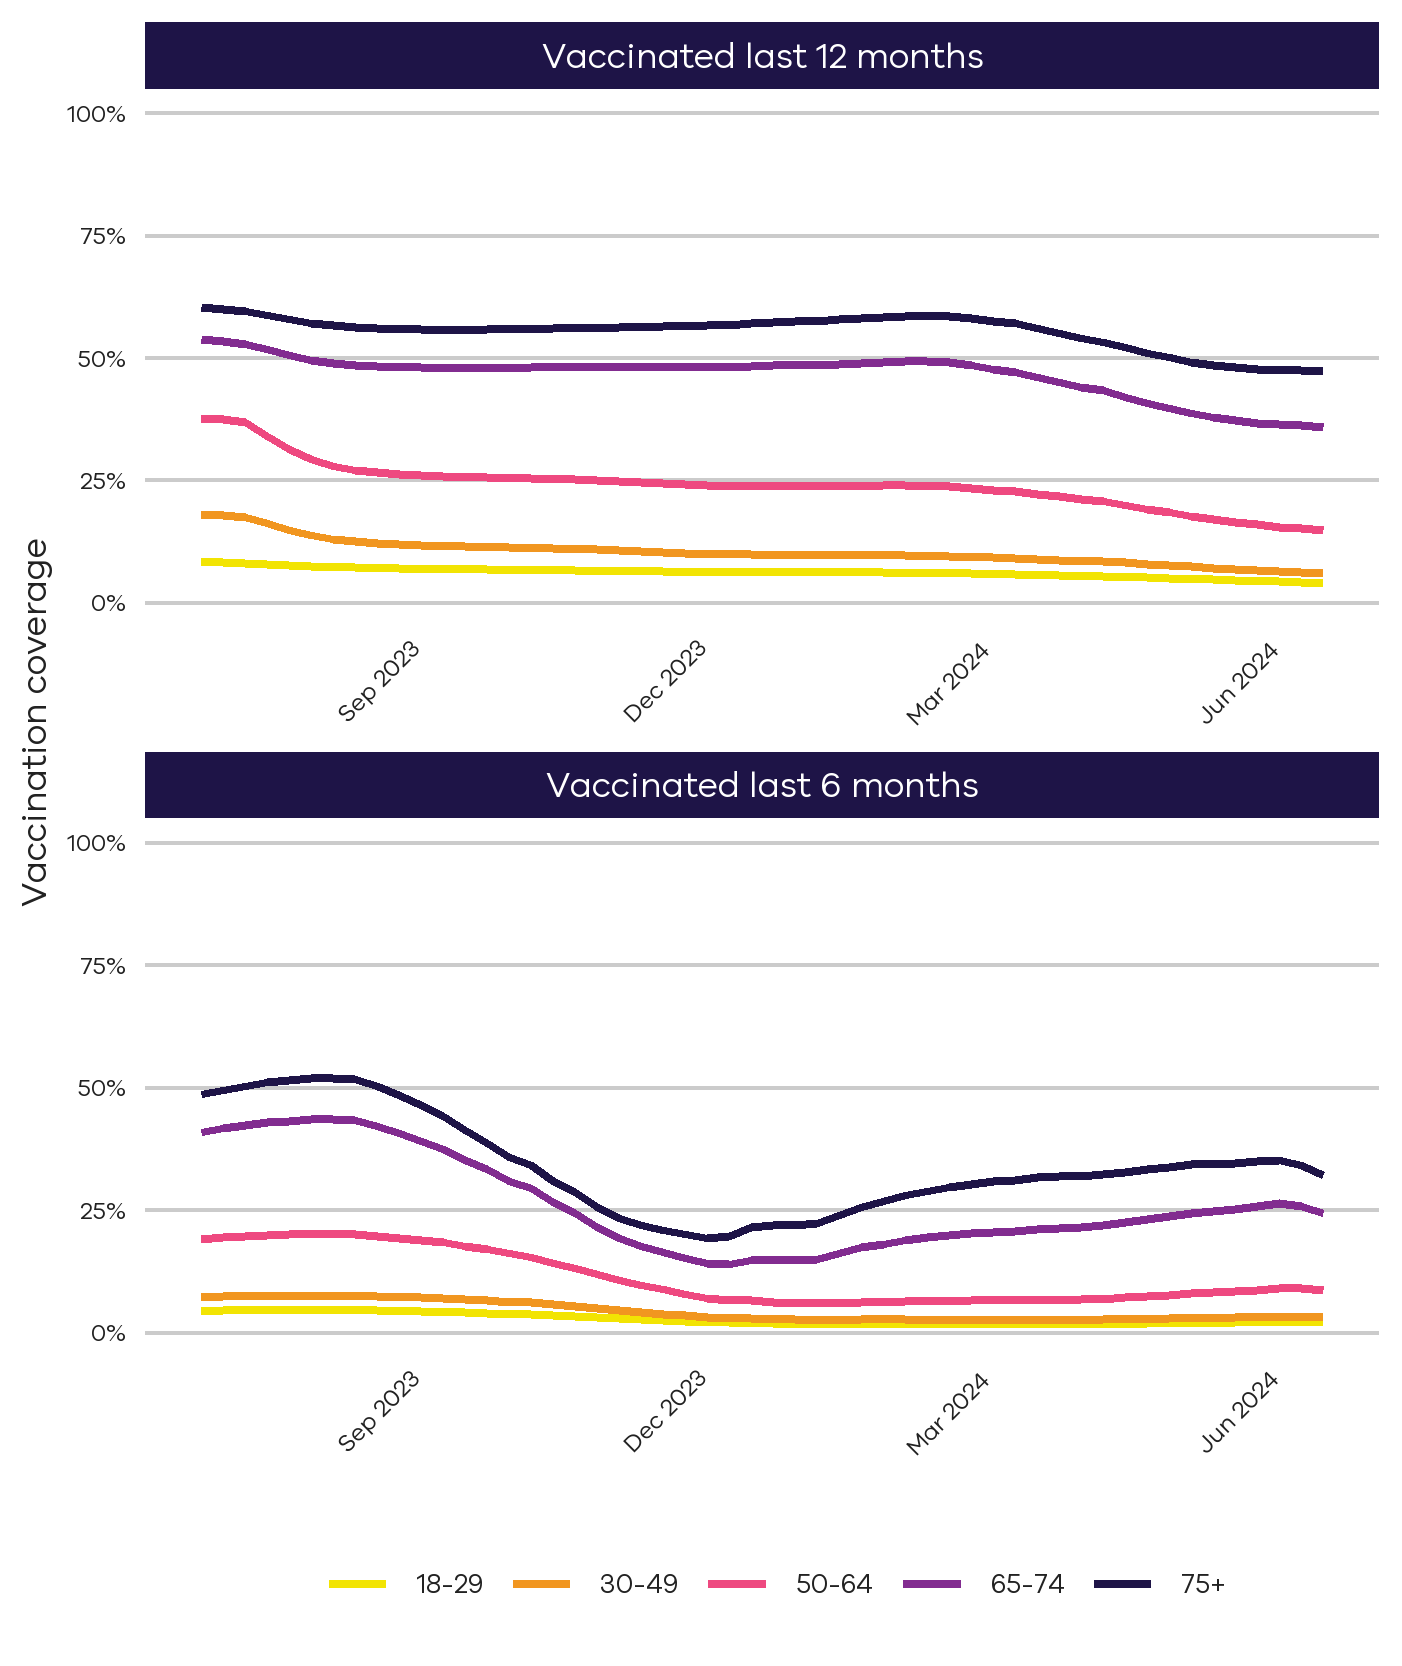 Vaccination coverage
Vaccinated last 12 months
100%
75%
50%
25%
0%
Sep 2023
Dec 2023
Mar 2024
Jun 2024
Vaccinated last 6 months
100%
75%
50%
25%
0%
Sep 2023
Dec 2023
Mar 2024
Jun 2024
18-29 30-49 50-64 65-74 75+